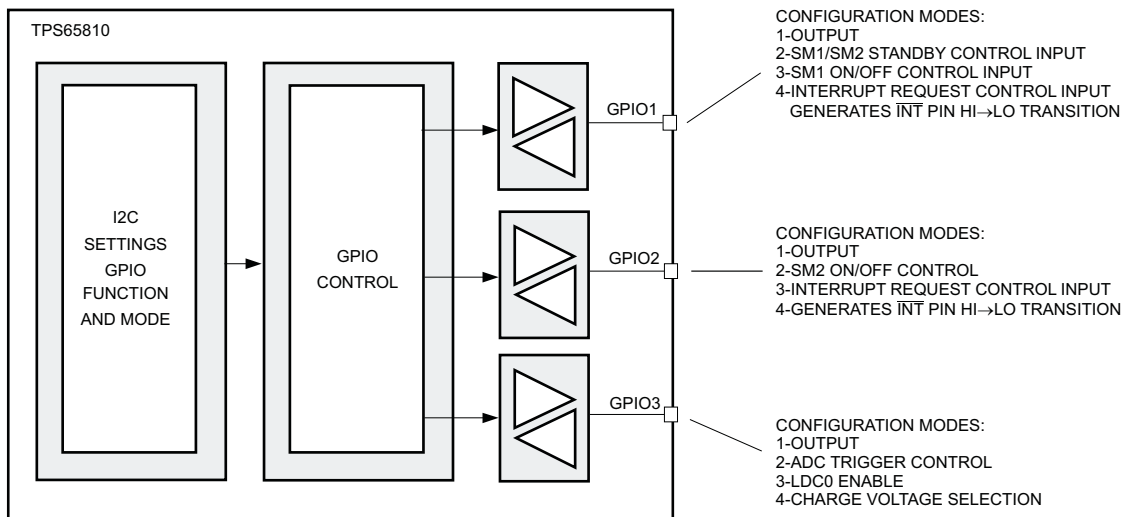 TPS65810
I2C
SETTINGS
GPIO
FUNCTION
AND MODE
GPIO
CONTROL
GPIO1
GPIO2
GPIO3
CONFIGURATION MODES:
1-OUTPUT
2-SM1/SM2 STANDBY CONTROL INPUT
3-SM1 ON/OFF CONTROL INPUT
4-INTERRUPT REQUEST CONTROL INPUT
GENERATES I̅N̅T̅ PIN HI→LO TRANSITION
CONFIGURATION MODES:
1-OUTPUT
2-SM2 ON/OFF CONTROL
3-INTERRUPT REQUEST CONTROL INPUT
4-GENERATES I̅N̅T̅ PIN HI→LO TRANSITION
CONFIGURATION MODES:
1-OUTPUT
2-ADC TRIGGER CONTROL
3-LDC0 ENABLE
4-CHARGE VOLTAGE SELECTION